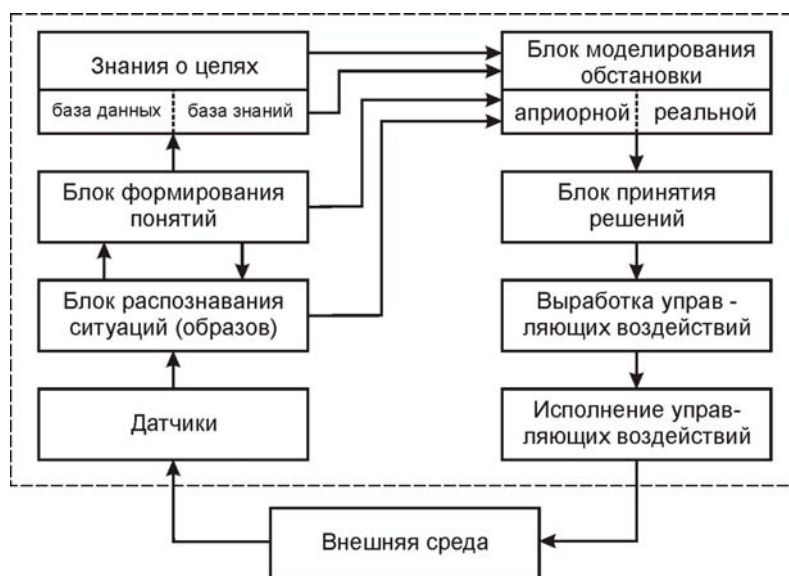 Знания о целях
база данных база знаний
Блок формирования
понятий
Блок распознавания
ситуаций (образов)
Датчики
Блок моделирования
обстановки
априорной реальной
Блок принятия
решений
Выработка управ -
ляющих воздействий
Исполнение управ-
ляющих воздействий
Внешняя среда